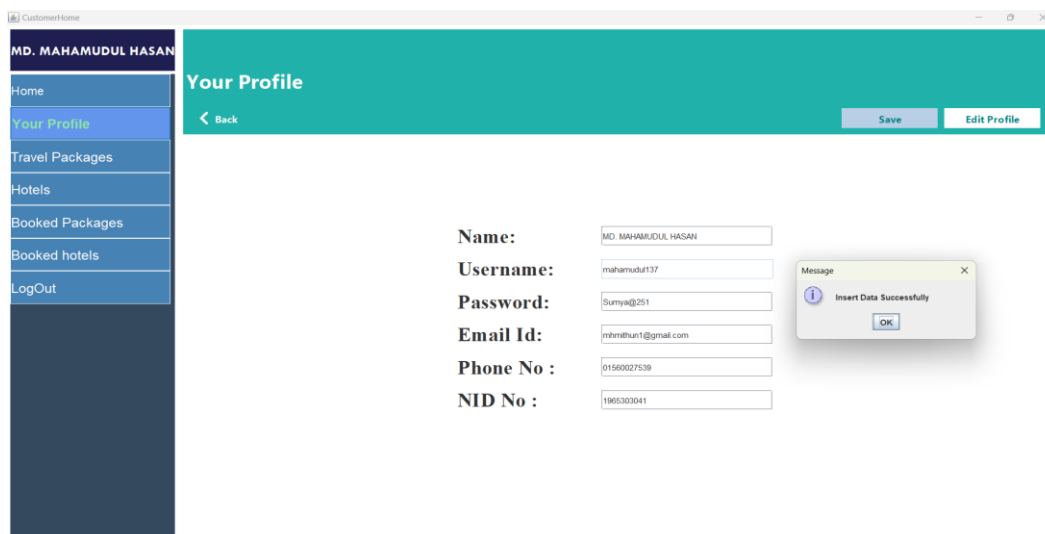 CustomerHome
MD. MAHAMUDUL HASAN
Home
Your Profile
Travel Packages
Hotels
Booked Packages
Booked hotels
LogOut
Your Profile
Back
Save
Edit Profile
Name: MD. MAHAMUDUL HASAN
Username: mahamudul137
Password: Sumya@251
Email Id: mhmithun1@gmail.com
Phone No : 01560027539
NID No : 1965303041
Message
Insert Data Successfully
OK